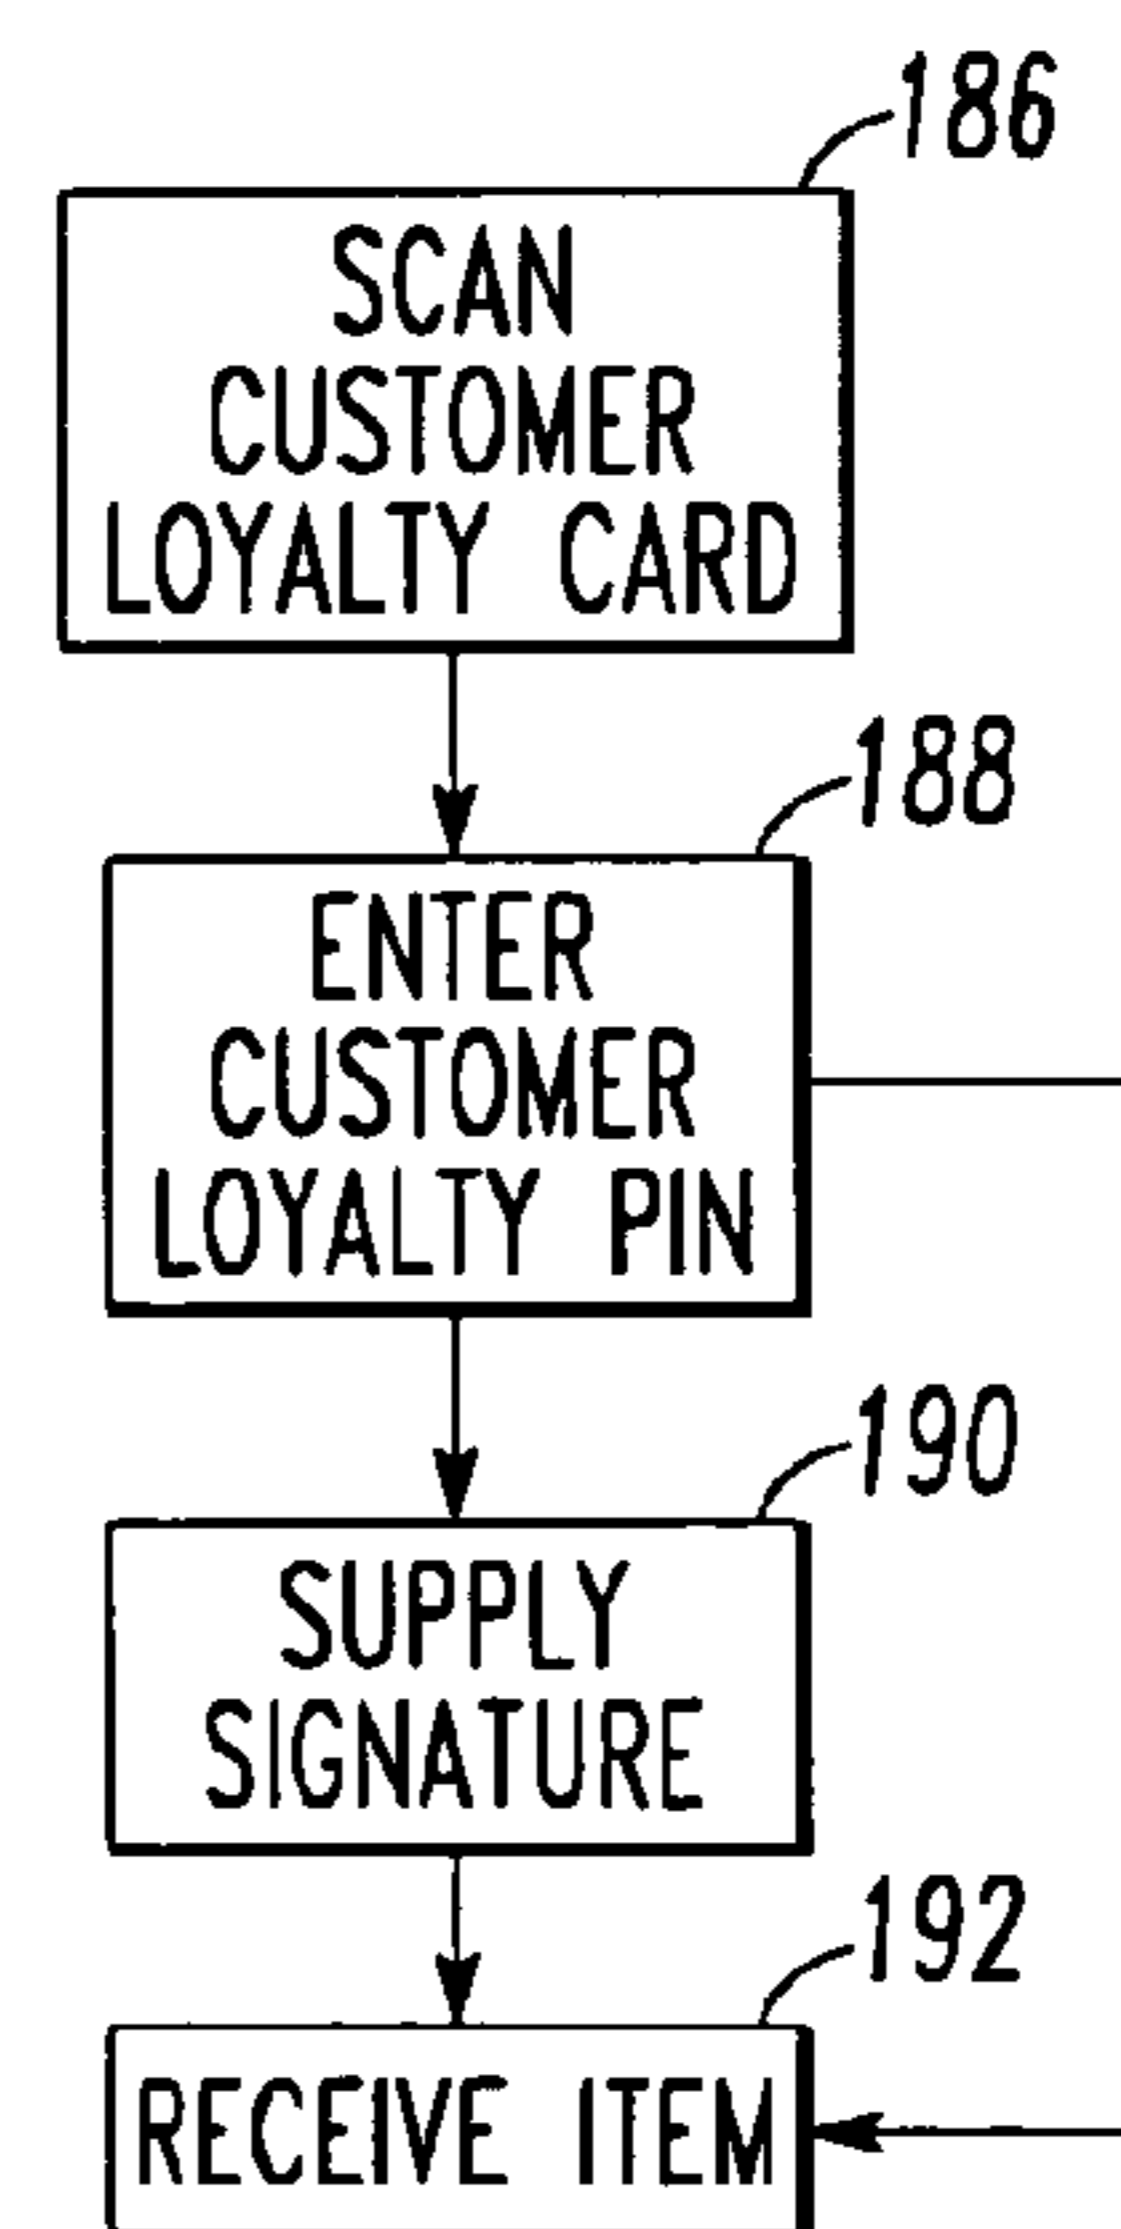 186
SCAN
CUSTOMER
LOYALTY CARD
188
ENTER
CUSTOMER
LOYALTY PIN
190
SUPPLY
SIGNATURE
192
RECEIVE ITEM